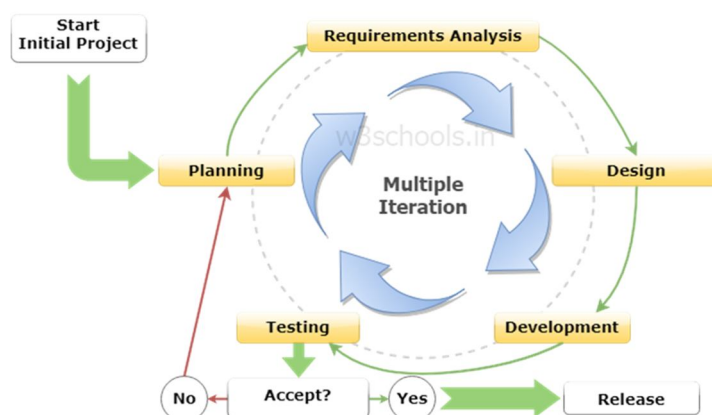 Start
Initial Project
Requirements Analysis
w3schools.in
Planning
Multiple
Iteration
Design
Testing
Development
No
Accept?
Yes
Release